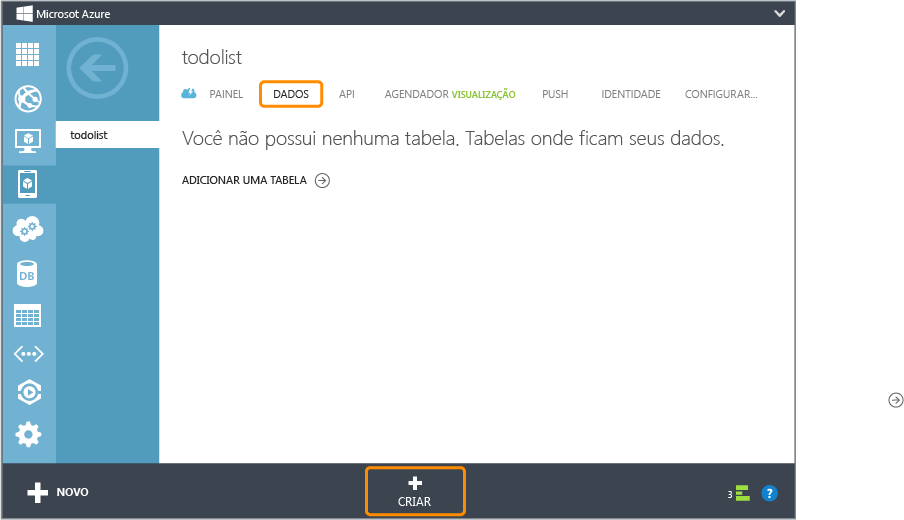 Microsot Azure
todolist
PAINEL DADOS API AGENDADOR VISUALIZAÇÃO PUSH IDENTIDADE CONFIGURAR...
todolist
Você não possui nenhuma tabela. Tabelas onde ficam seus dados.
ADICIONAR UMA TABELA
DB
NOVO
CRIAR
3
?